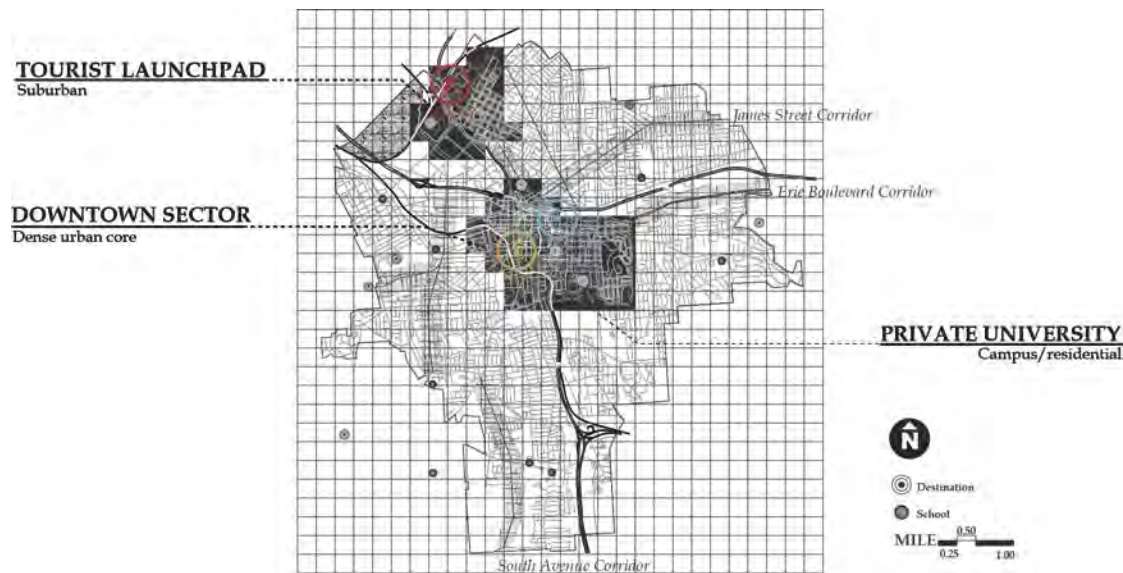 TOURIST LAUNCHPAD
Suburban
James Street Corridor
Erie Boulevard Corridor
DOWNTOWN SECTOR
Dense urban core
PRIVATE UNIVERSITY
Campus/residential
N
Destination
School
MILE
0.50
0.25
1.00
South Avenue Corridor